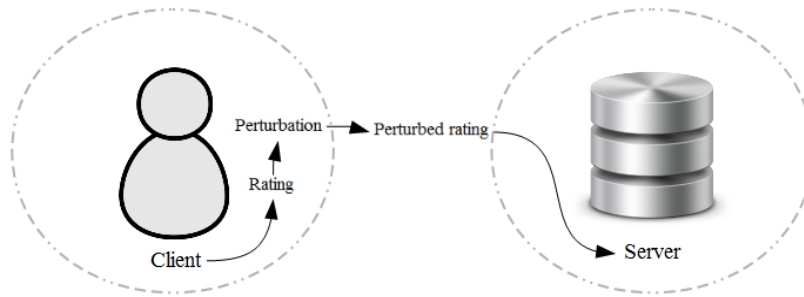 Perturbation
Perturbed rating
Rating
Client
Server